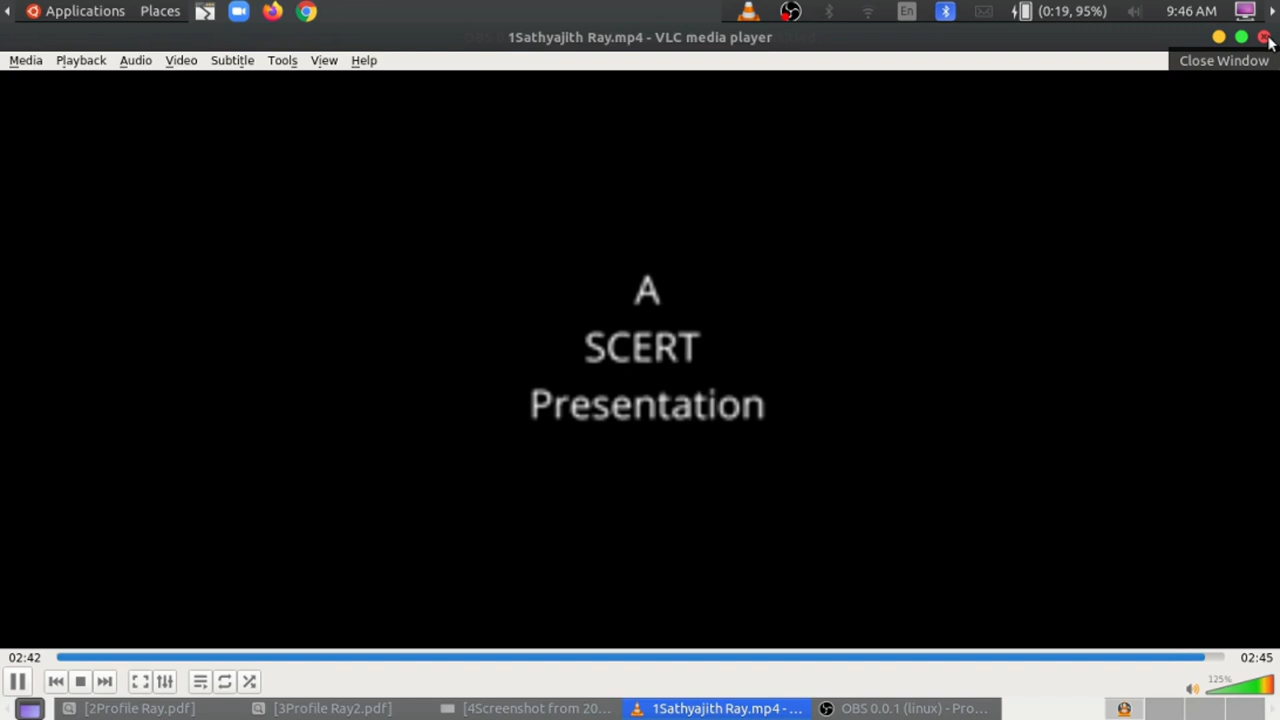 Applications Places En (0:19, 95%) 9:46 AM
1Sathyajith Ray.mp4 - VLC media player
Media Playback Audio Video Subtitle Tools View Help Close Window
A
SCERT
Presentation
02:42 02:45
125%
[2Profile Ray.pdf] [3Profile Ray2.pdf] [4Screenshot from 20... 1Sathyajith Ray.mp4 - ... OBS 0.0.1 (linux) - Pro...